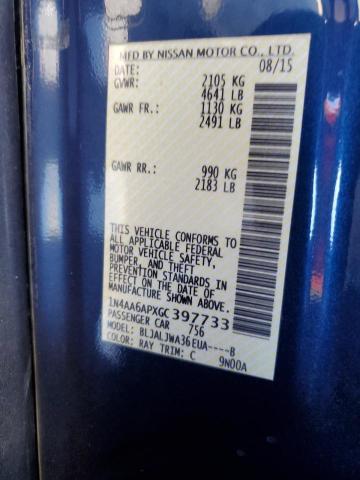 MFD BY NISSAN MOTOR CO., LTD.
DATE: 08/15
GVWR: 2105 KG
4641 LB
GAWR FR.: 1130 KG
2491 LB
GAWR RR.: 990 KG
2183 LB
THIS VEHICLE CONFORMS TO
ALL APPLICABLE FEDERAL
MOTOR VEHICLE SAFETY,
BUMPER, AND THEFT
PREVENTION STANDARDS IN
EFFECT ON THE DATE OF
MANUFACTURE SHOWN ABOVE.
1N4AA6APXGC397733
PASSENGER CAR 756
MODEL: BLJALJWA36EUA----B
COLOR: RAY TRIM: C 9N00A